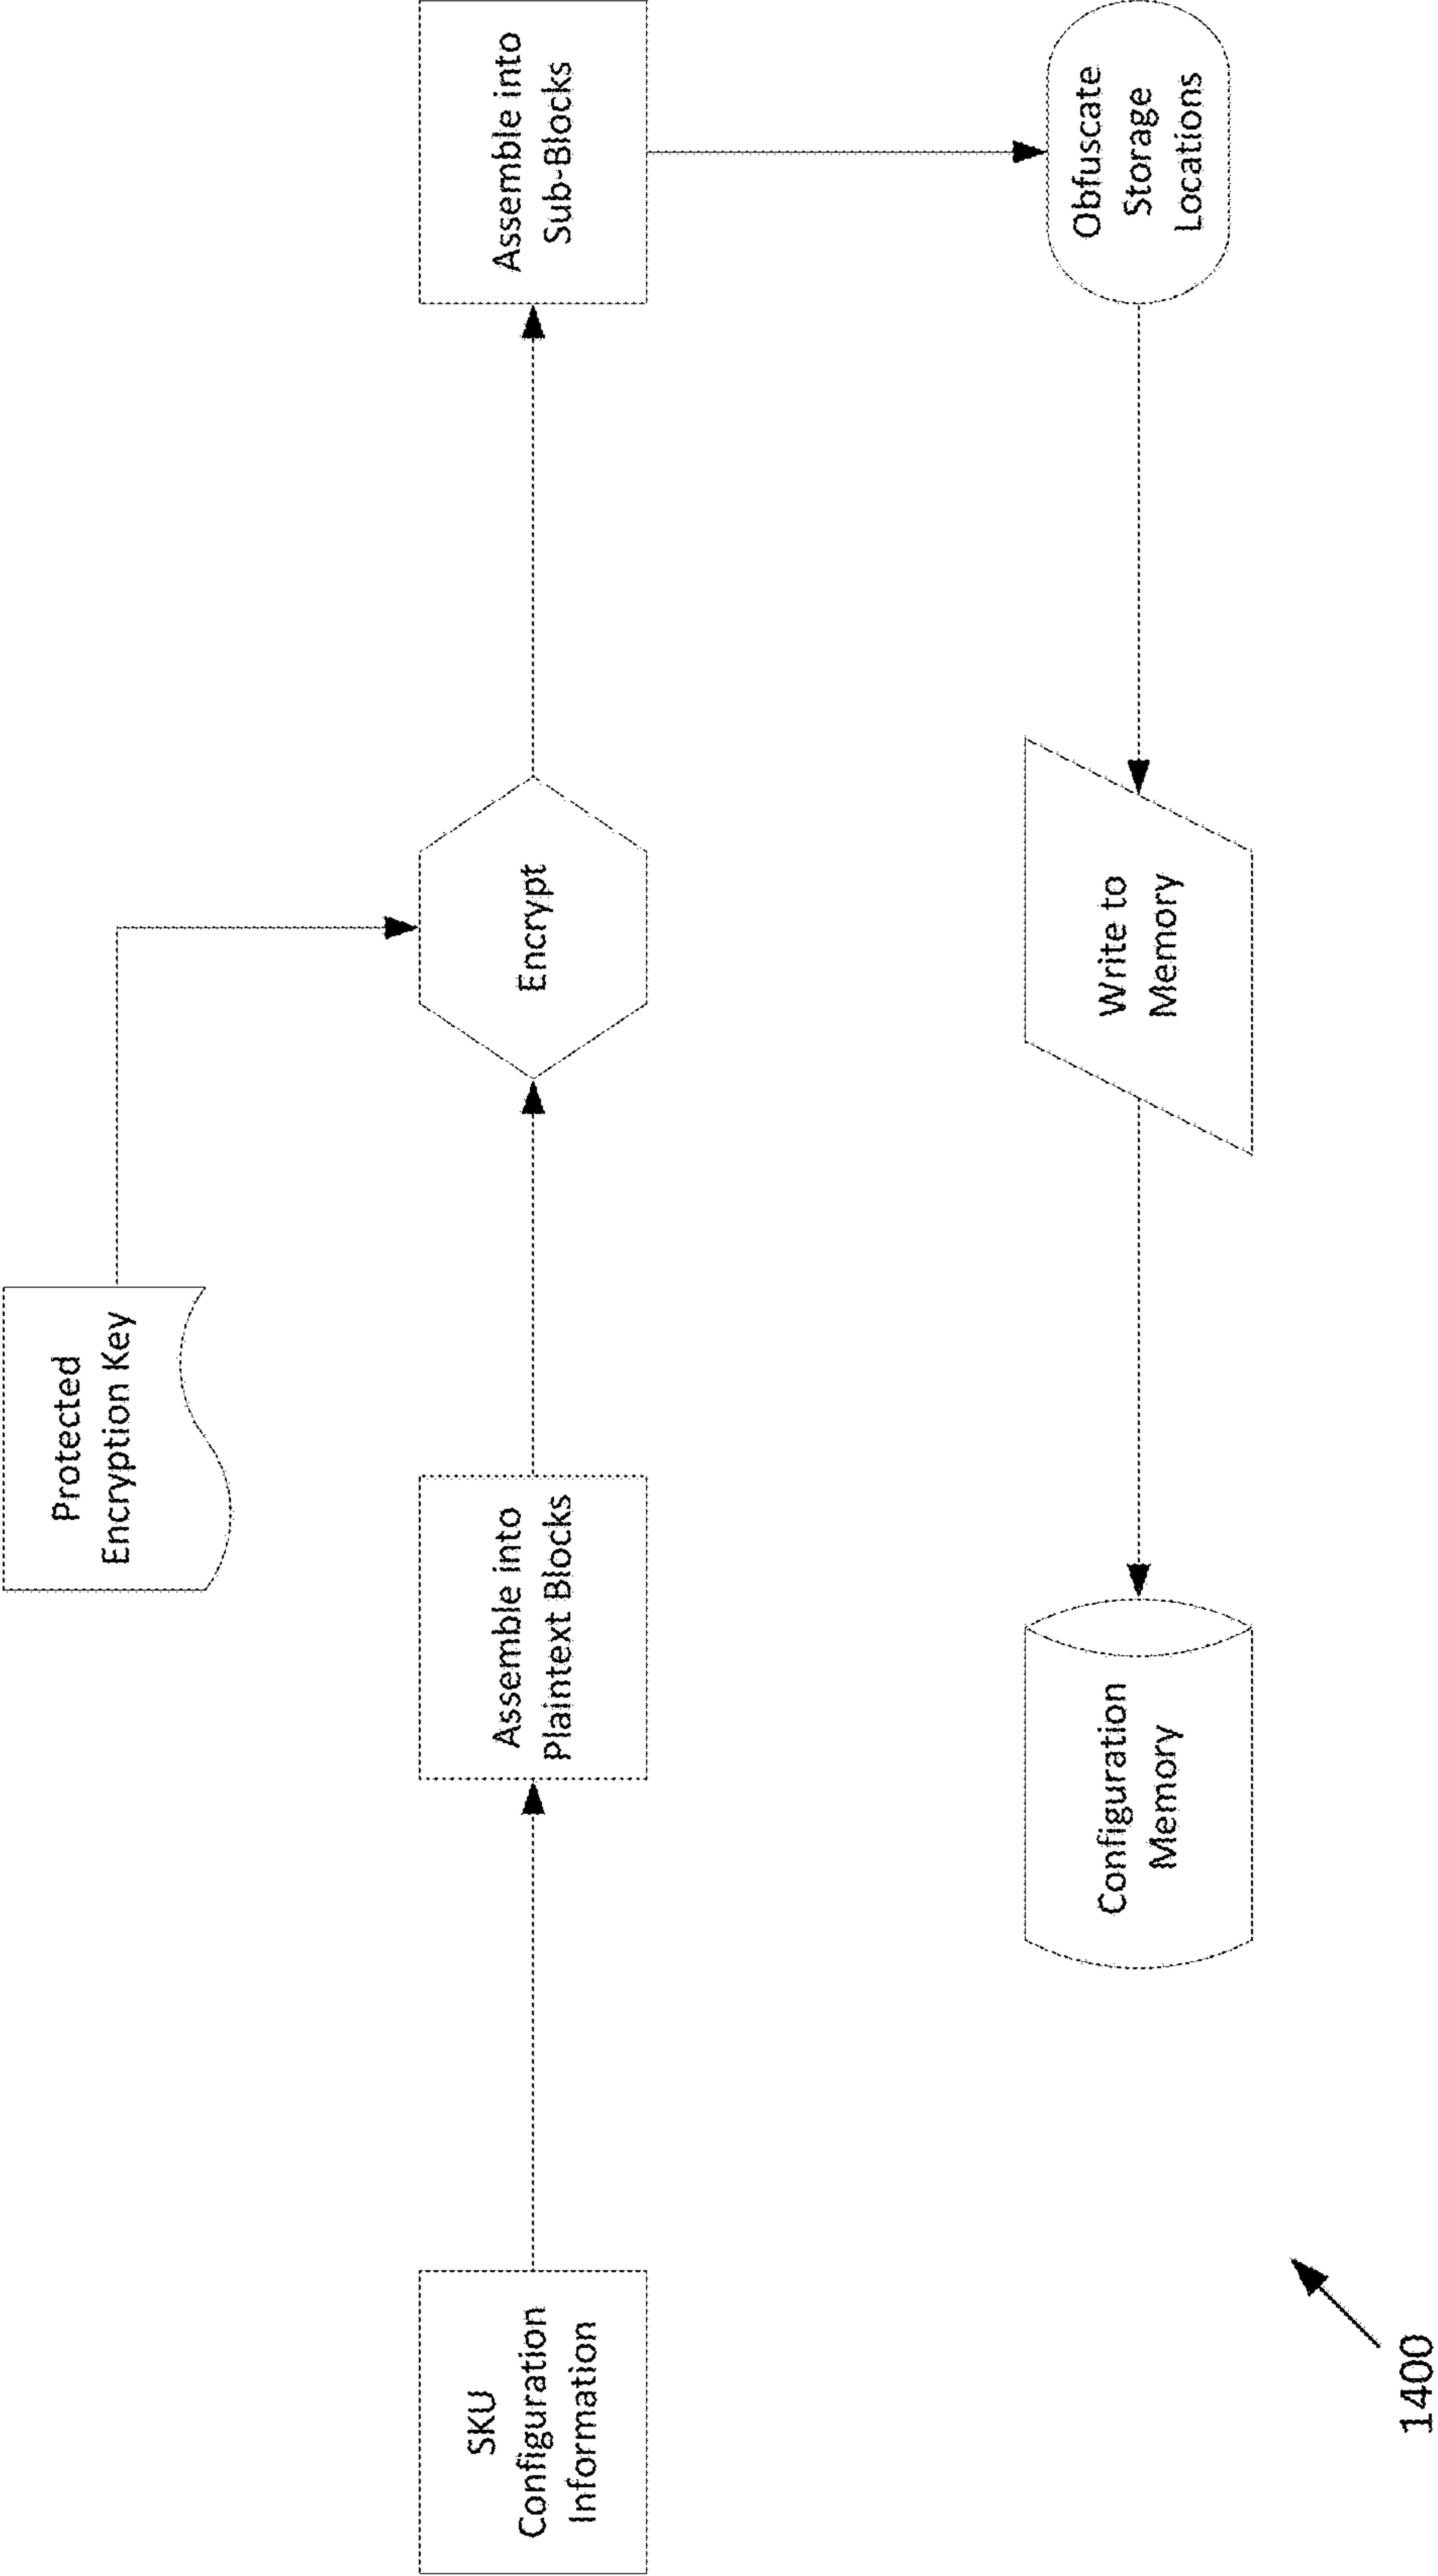 Protected
Encryption Key
SKU
Configuration
Information
Assemble into
Plaintext Blocks
Encrypt
Assemble into
Sub-Blocks
Configuration
Memory
Write to
Memory
Obfuscate
Storage
Locations
1400